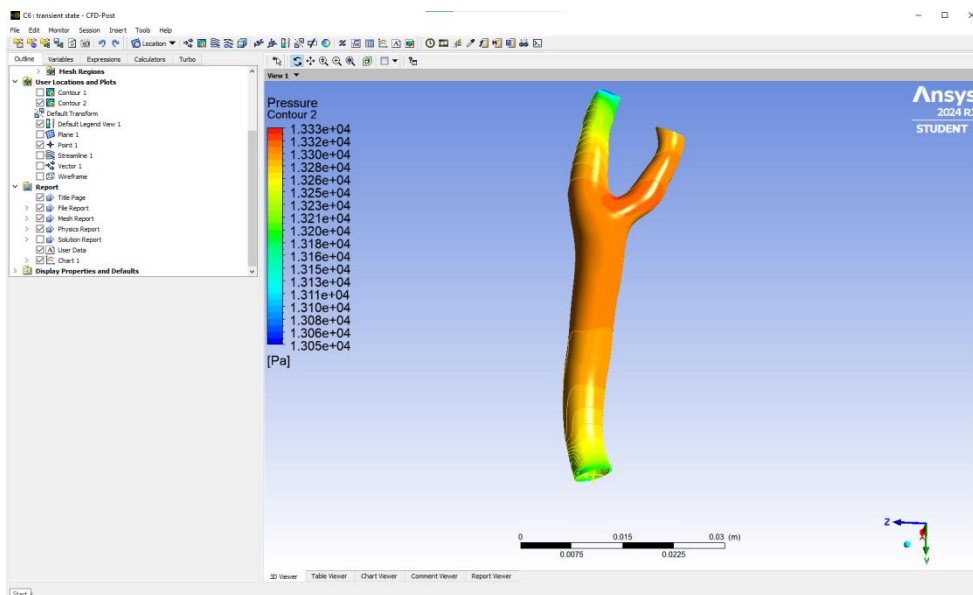 C6 : transient state - CFD-Post
File Edit Monitor Session Insert Tools Help
Location
Outline Variables Expressions Calculators Turbo
Mesh Regions
User Locations and Plots
Contour 1
Contour 2
Default Transform
Default Legend View 1
Plane 1
Point 1
Streamline 1
Vector 1
Wireframe
Report
Title Page
File Report
Mesh Report
Physics Report
Solution Report
User Data
Chart 1
Display Properties and Defaults
View 1
Pressure
Contour 2
1.333e+04
1.332e+04
1.330e+04
1.328e+04
1.326e+04
1.325e+04
1.323e+04
1.321e+04
1.320e+04
1.318e+04
1.316e+04
1.315e+04
1.313e+04
1.311e+04
1.310e+04
1.308e+04
1.306e+04
1.305e+04
[Pa]
Ansys
2024 R
STUDENT
0 0.015 0.03 (m)
0.0075 0.0225
Z
X
Y
3D Viewer Table Viewer Chart Viewer Comment Viewer Report Viewer
Start